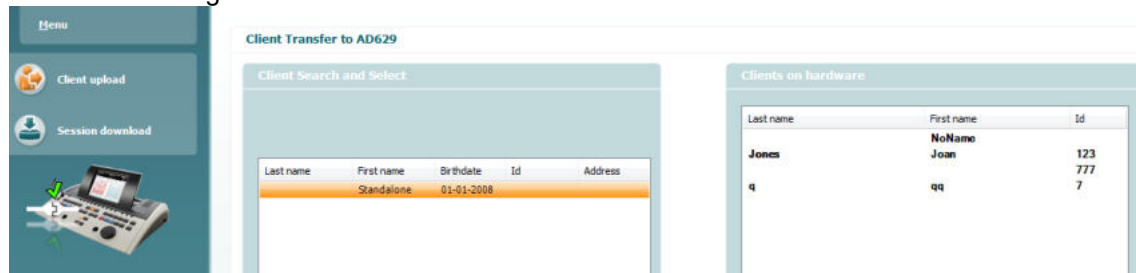 Menu
Client Transfer to AD629
Client upload
Session download
Client Search and Select
Last name First name Birthdate Id Address
Standalone 01-01-2008
Clients on hardware
Last name First name Id
NoName
Jones Joan 123
777
q qq 7